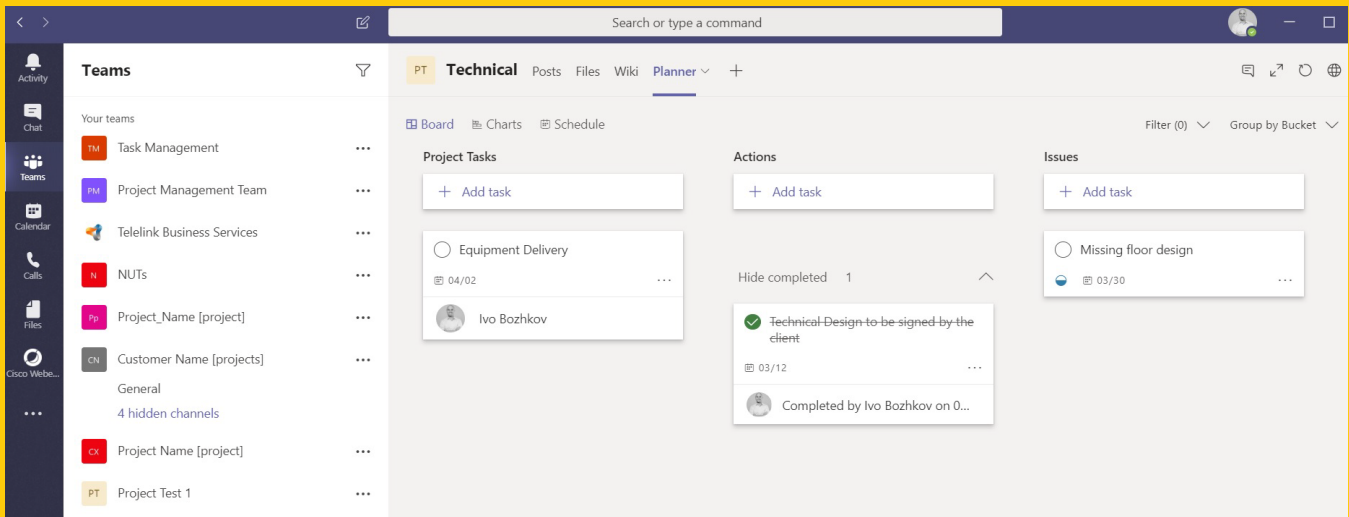 Search or type a command
Activity
Chat
Teams
Calendar
Calls
Files
Cisco Webe...
Teams
Your teams
TM Task Management
PM Project Management Team
Telelink Business Services
N NUTs
Pp Project_Name [project]
CN Customer Name [projects]
General
4 hidden channels
CX Project Name [project]
PT Project Test 1
PT Technical Posts Files Wiki Planner
Board Charts Schedule
Filter (0) Group by Bucket
Project Tasks
+ Add task
Equipment Delivery
04/02
Ivo Bozhkov
Actions
+ Add task
Hide completed 1
Technical Design to be signed by the
client
03/12
Completed by Ivo Bozhkov on 0...
Issues
+ Add task
Missing floor design
03/30